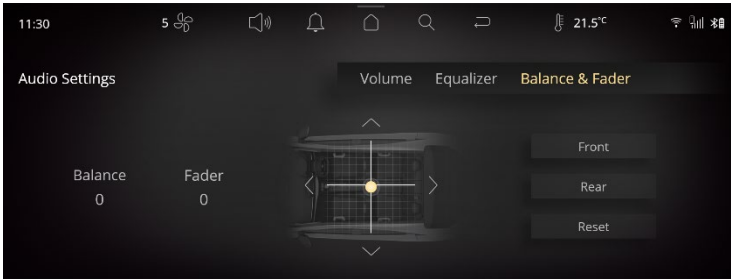 11:30 5 21.5°C
Audio Settings Volume Equalizer Balance & Fader
Front
Balance Fader Rear
0 0
Reset